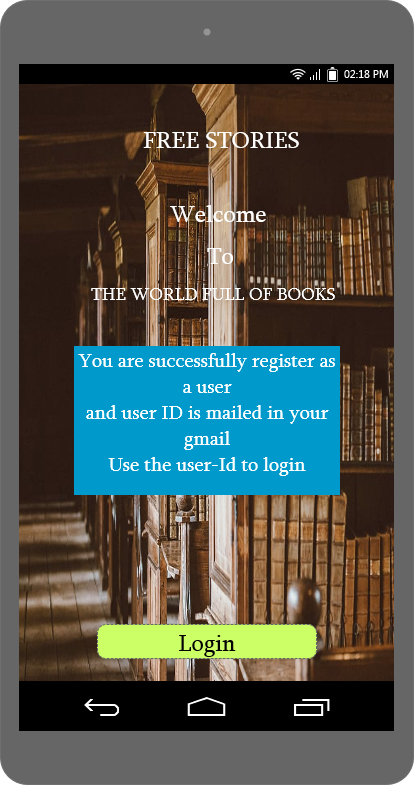 02:18 PM
FREE STORIES
Welcome
To
THE WORLD FULL OF BOOKS
You are successfully register as
a user
and user ID is mailed in your
gmail
Use the user-Id to login
Login